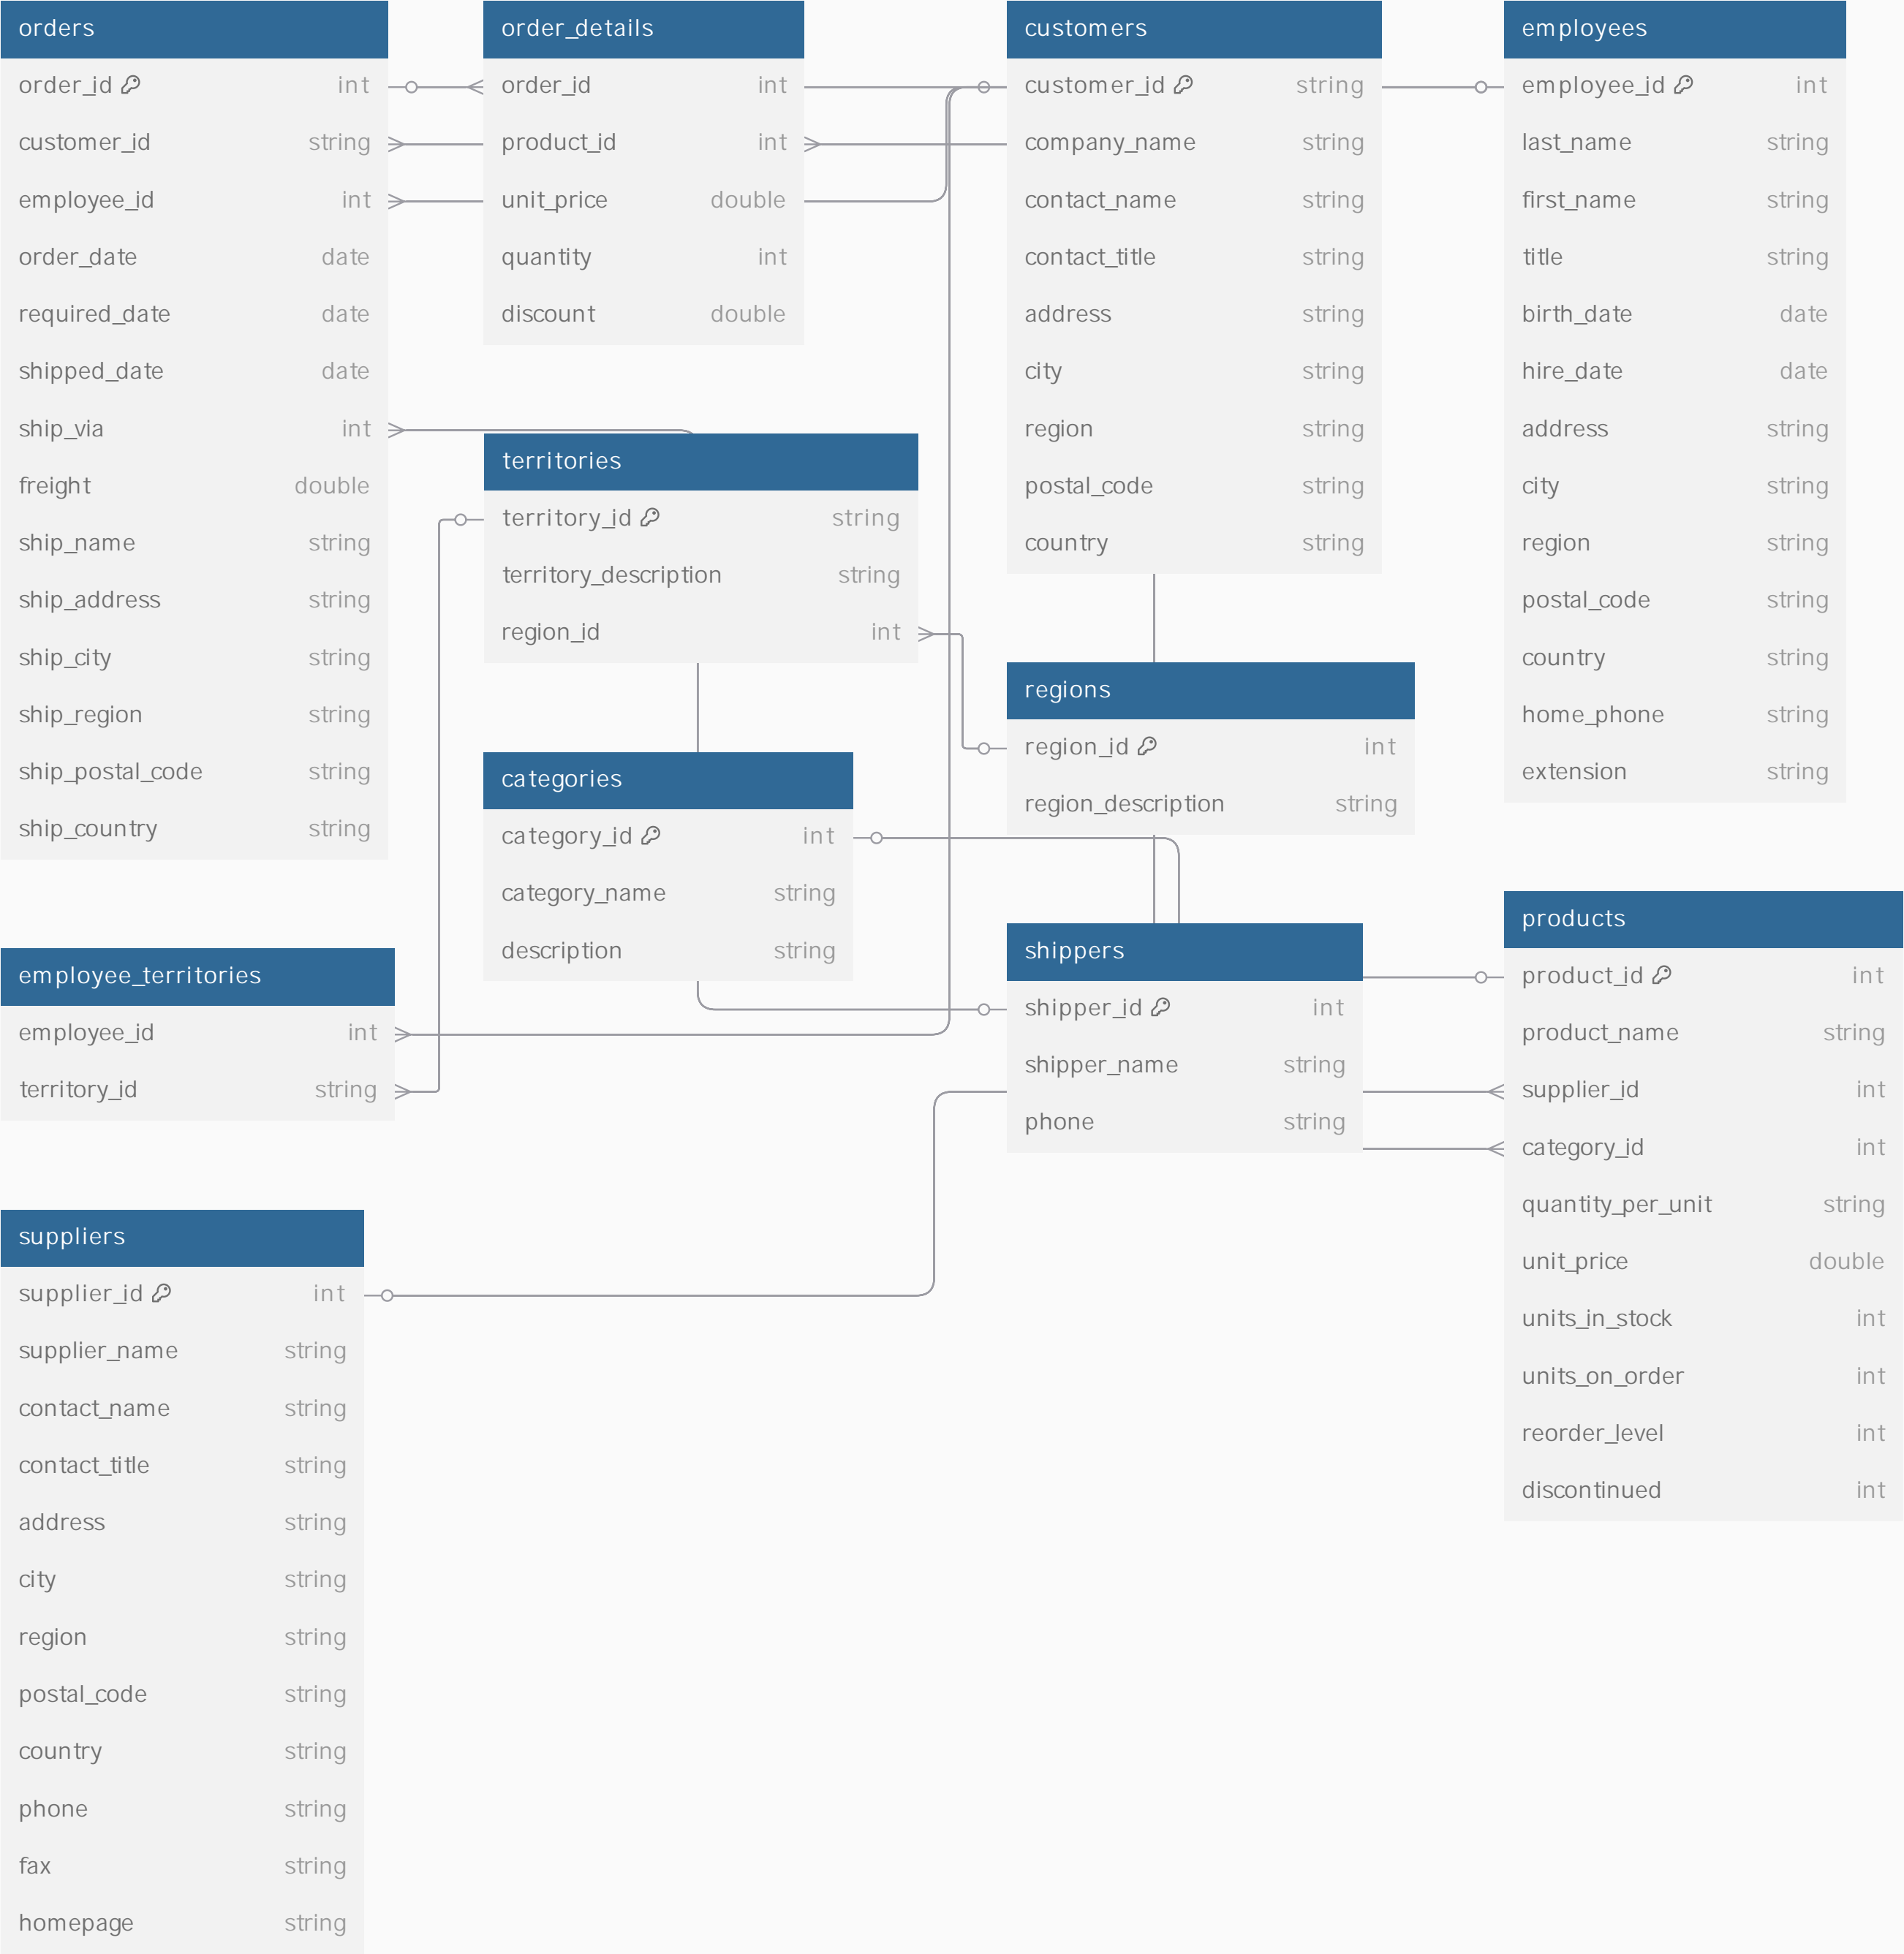 orders
order_id int
customer_id string
employee_id int
order_date date
required_date date
shipped_date date
ship_via int
freight double
ship_name string
ship_address string
ship_city string
ship_region string
ship_postal_code string
ship_country string
order_details
order_id int
product_id int
unit_price double
quantity int
discount double
customers
customer_id string
company_name string
contact_name string
contact_title string
address string
city string
region string
postal_code string
country string
employees
employee_id int
last_name string
first_name string
title string
birth_date date
hire_date date
address string
city string
region string
postal_code string
country string
home_phone string
extension string
territories
territory_id string
territory_description string
region_id int
regions
region_id int
region_description string
categories
category_id int
category_name string
description string
shippers
shipper_id int
shipper_name string
phone string
products
product_id int
product_name string
supplier_id int
category_id int
quantity_per_unit string
unit_price double
units_in_stock int
units_on_order int
reorder_level int
discontinued int
employee_territories
employee_id int
territory_id string
suppliers
supplier_id int
supplier_name string
contact_name string
contact_title string
address string
city string
region string
postal_code string
country string
phone string
fax string
homepage string